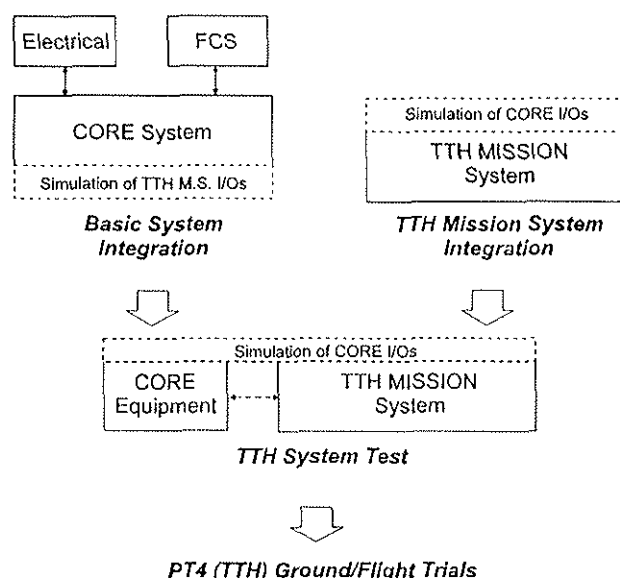 Electrical
FCS
CORE System
Simulation of TTH M.S. I/Os
Basic System
Integration
Simulation of CORE I/Os
TTH MISSION
System
TTH Mission System
Integration
Simulation of CORE I/Os
CORE
Equipment
TTH MISSION
System
TTH System Test
PT4 (TTH) Ground/Flight Trials